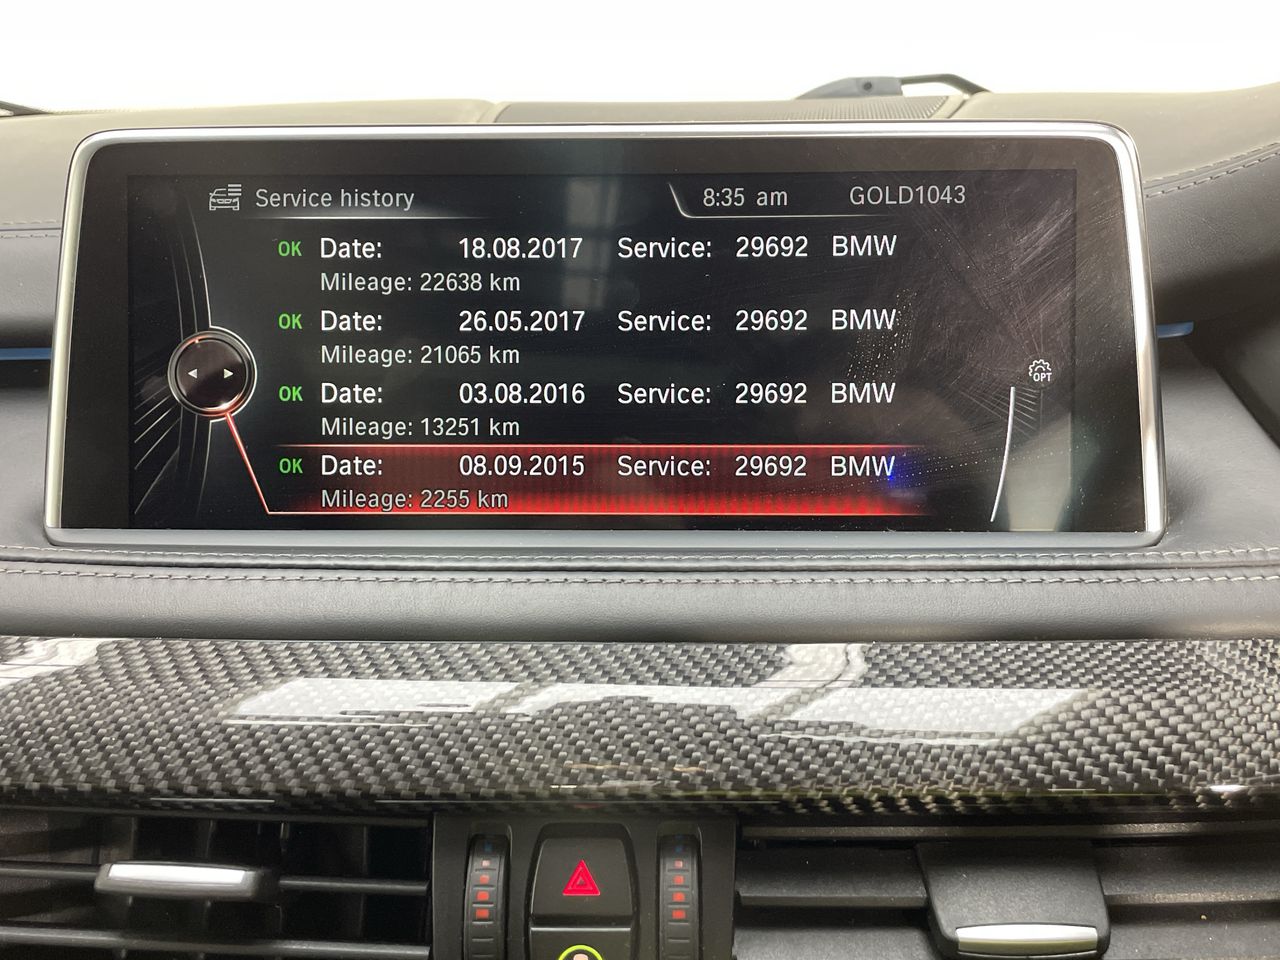 Service history 8:35 am GOLD1043
OK Date: 18.08.2017 Service: 29692 BMW
Mileage: 22638 km
OK Date: 26.05.2017 Service: 29692 BMW
Mileage: 21065 km
OPT
OK Date: 03.08.2016 Service: 29692 BMW
Mileage: 13251 km
OK Date: 08.09.2015 Service: 29692 BMW
Mileage: 2255 km